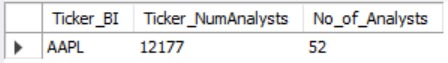 Ticker_BI Ticker_NumAnalysts No_of_Analysts
AAPL 12177 52